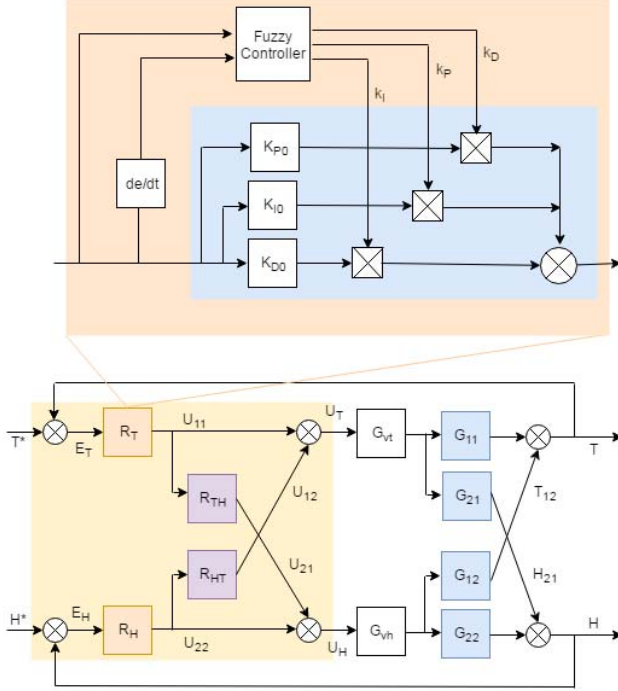 Fuzzy
Controller
k_D
k_P
k_I
K_P0
de/dt
K_I0
K_D0
T*
E_T
R_T
U_11
U_T
G_vt
G_11
T
R_TH
U_12
G_21
T_12
R_HT
U_21
G_12
H_21
H*
E_H
R_H
U_22
U_H
G_vh
G_22
H